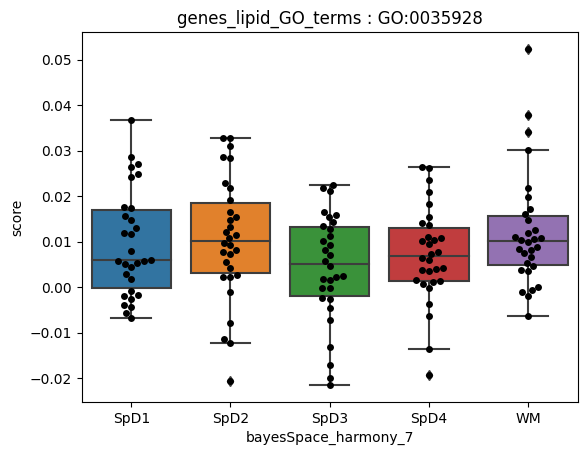 genes_lipid_GO_terms : GO:0035928
0.05
0.04
0.03
0.02
0.01
0.00
−0.01
−0.02
score
SpD1 SpD2 SpD3 SpD4 WM
bayesSpace_harmony_7